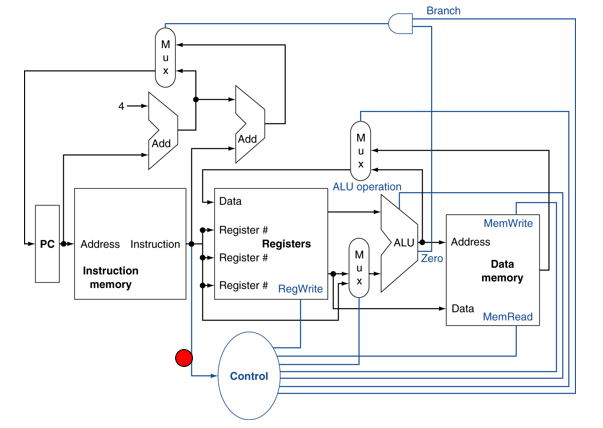 Branch
M
u
x
4
Add
Add
M
u
x
ALU operation
Data
Register #
Registers
Register #
Register #
RegWrite
PC
Address
Instruction
Instruction
memory
M
u
x
ALU
Zero
MemWrite
Address
Data
memory
Data
MemRead
Control